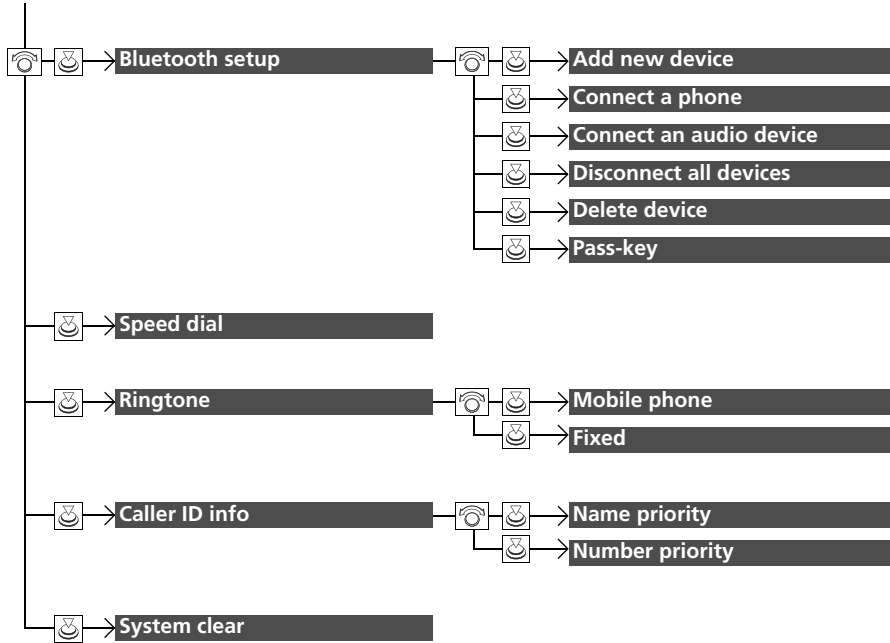 Bluetooth setup
Add new device
Connect a phone
Connect an audio device
Disconnect all devices
Delete device
Pass-key
Speed dial
Ringtone
Mobile phone
Fixed
Caller ID info
Name priority
Number priority
System clear